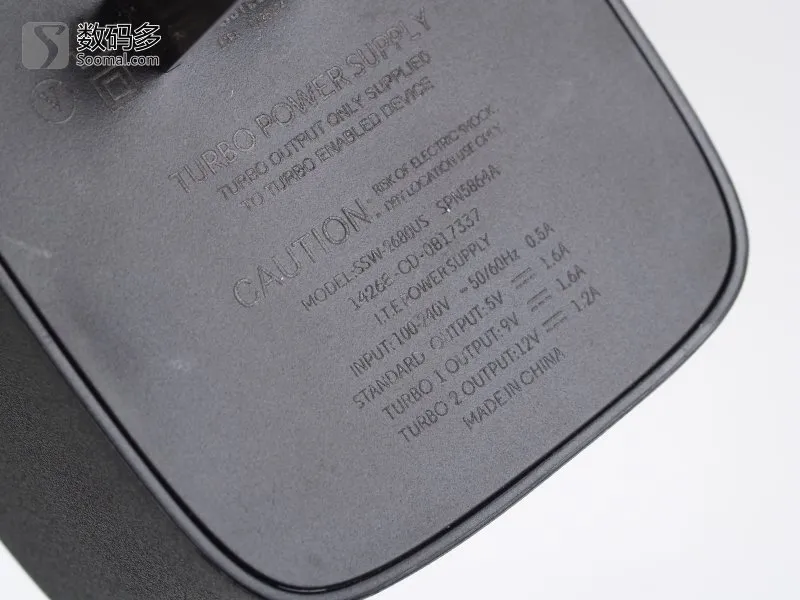 数码多
Soomal.com
TURBO POWER SUPPLY
TURBO OUTPUT ONLY SUPPLIED
TO TURBO ENABLED DEVICE
CAUTION: RISK OF ELECTRIC SHOCK.
DRY LOCATION USE ONLY.
MODEL:SSW-2680US SPN5864A
1426E-CD-0B17337
I.T.E POWER SUPPLY
INPUT:100-240V ~50/60Hz 0.5A
STANDARD OUTPUT:5V ⎓ 1.6A
TURBO 1 OUTPUT:9V ⎓ 1.6A
TURBO 2 OUTPUT:12V ⎓ 1.2A
MADE IN CHINA